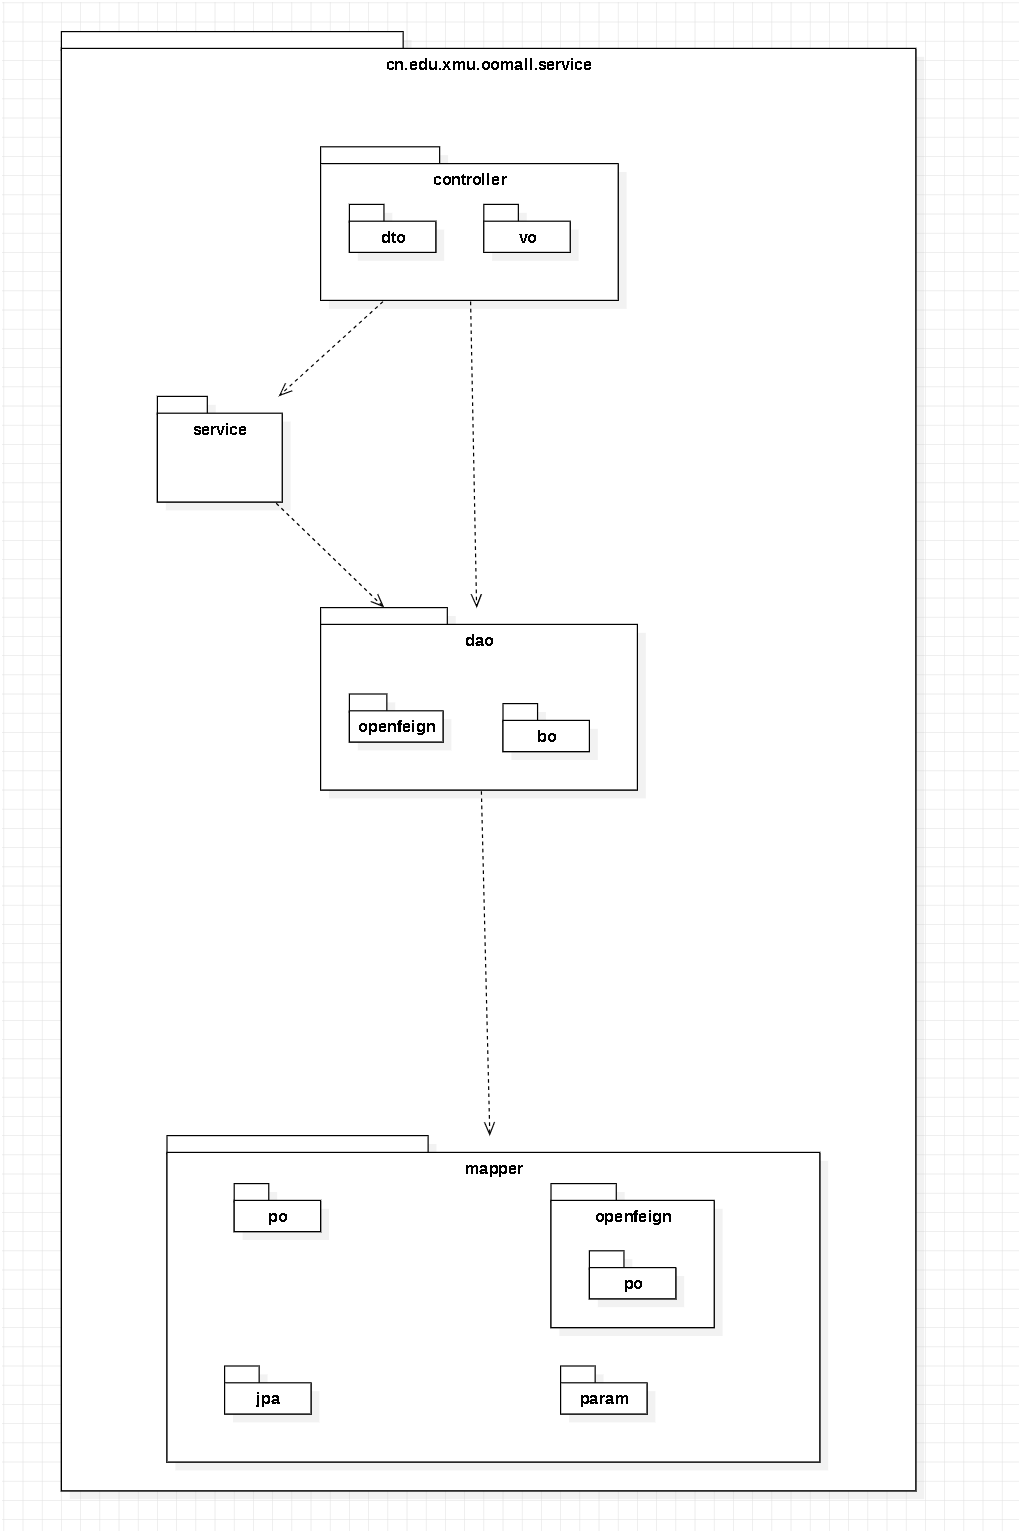 cn.edu.xmu.oomall.service
controller
dto
vo
service
dao
openfeign
bo
mapper
po
openfeign
po
jpa
param